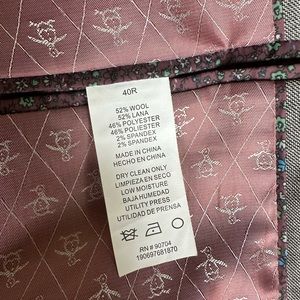 40R
52% WOOL
52% LANA
46% POLYESTER
46% POLIESTER
2% SPANDEX
2% SPANDEX
MADE IN CHINA
HECHO EN CHINA
DRY CLEAN ONLY
LIMPIEZA EN SECO
LOW MOISTURE
BAJA HUMEDAD
UTILITY PRESS
UTILIDAD DE PRENSA
RN # 90704
190697681870